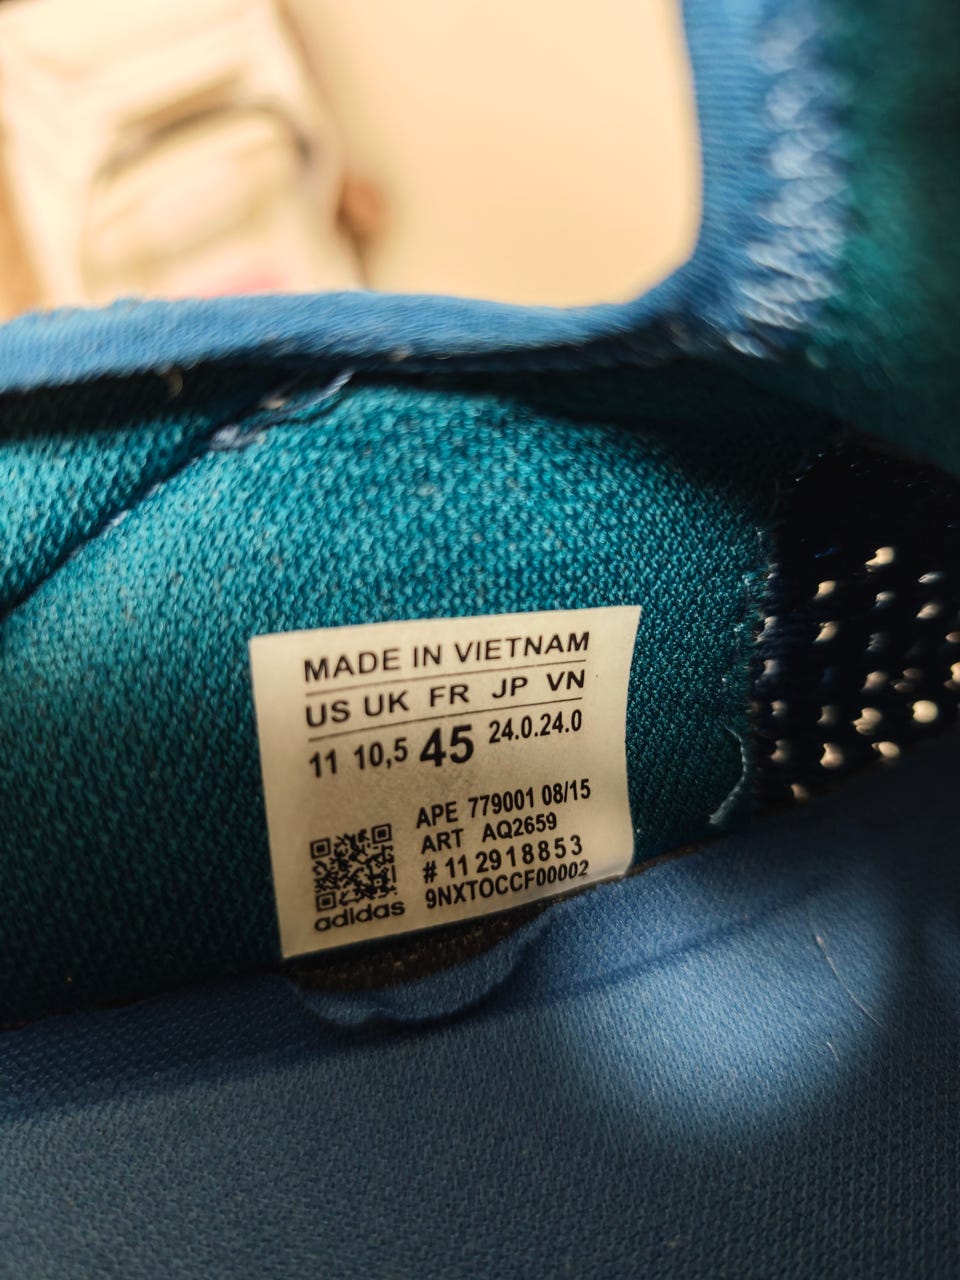 MADE IN VIETNAM
US UK FR JP VN
11 10,5 45 24.0.24.0
APE 779001 08/15
ART AQ2659
# 11 2918853
9NXTOCCF00002
adidas